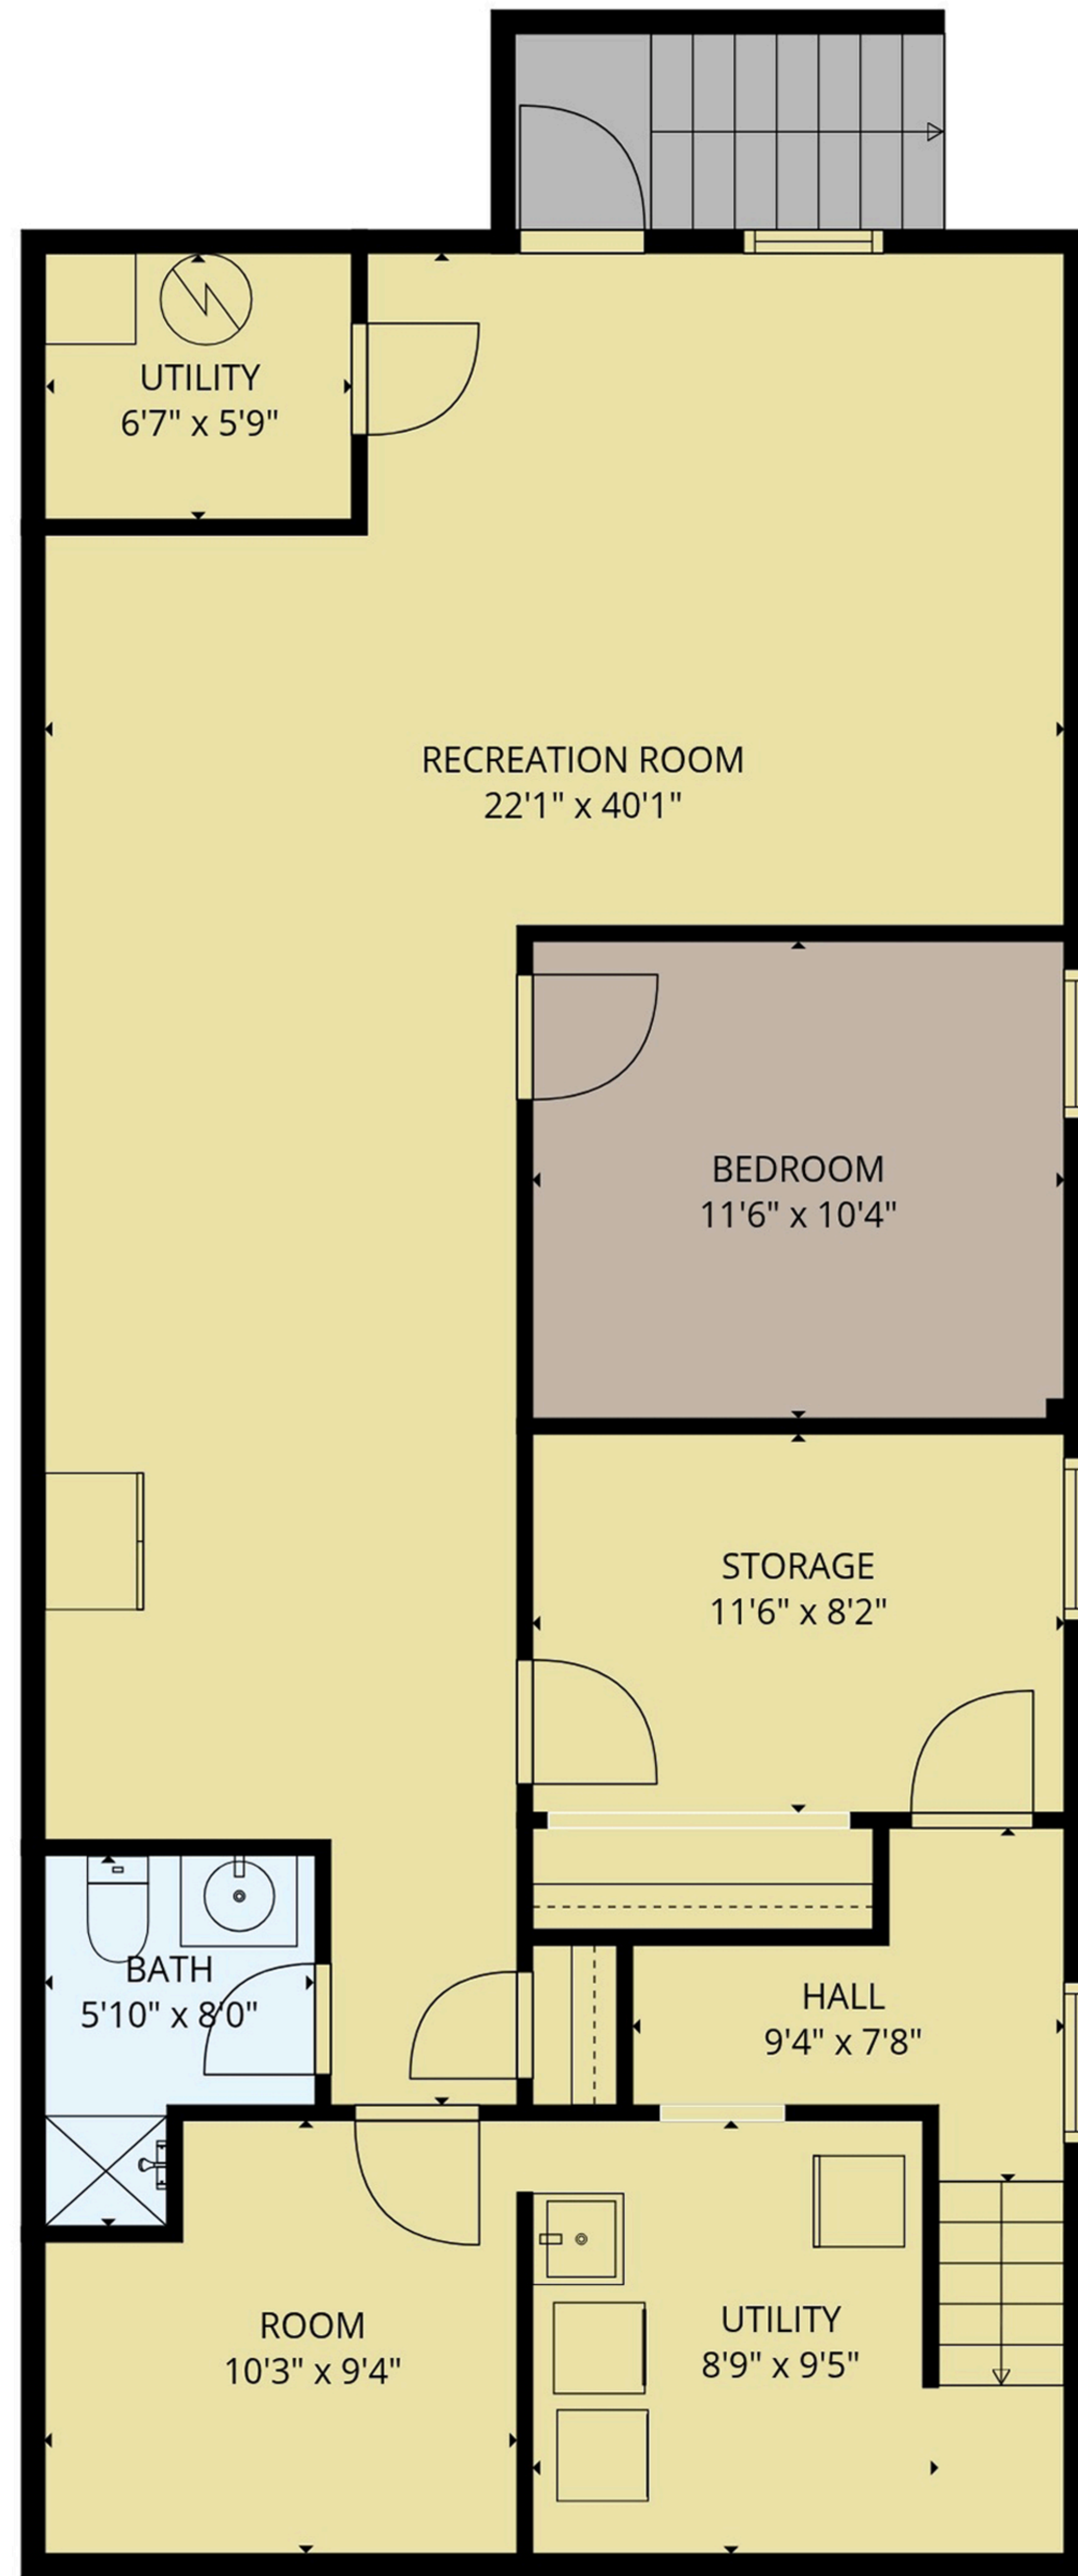 UTILITY
6'7" x 5'9"
RECREATION ROOM
22'1" x 40'1"
BEDROOM
11'6" x 10'4"
STORAGE
11'6" x 8'2"
BATH
5'10" x 8'0"
HALL
9'4" x 7'8"
ROOM
10'3" x 9'4"
UTILITY
8'9" x 9'5"